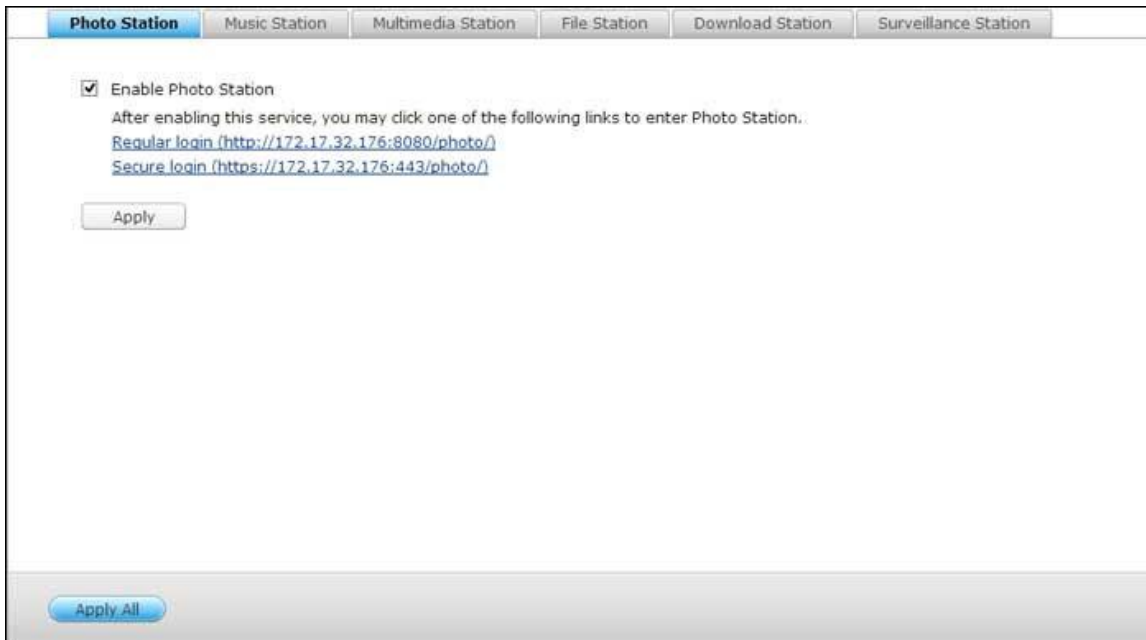 Photo Station Music Station Multimedia Station File Station Download Station Surveillance Station
Enable Photo Station
After enabling this service, you may click one of the following links to enter Photo Station.
Regular login (http://172.17.32.176:8080/photo/)
Secure login (https://172.17.32.176:443/photo/)
Apply
Apply All